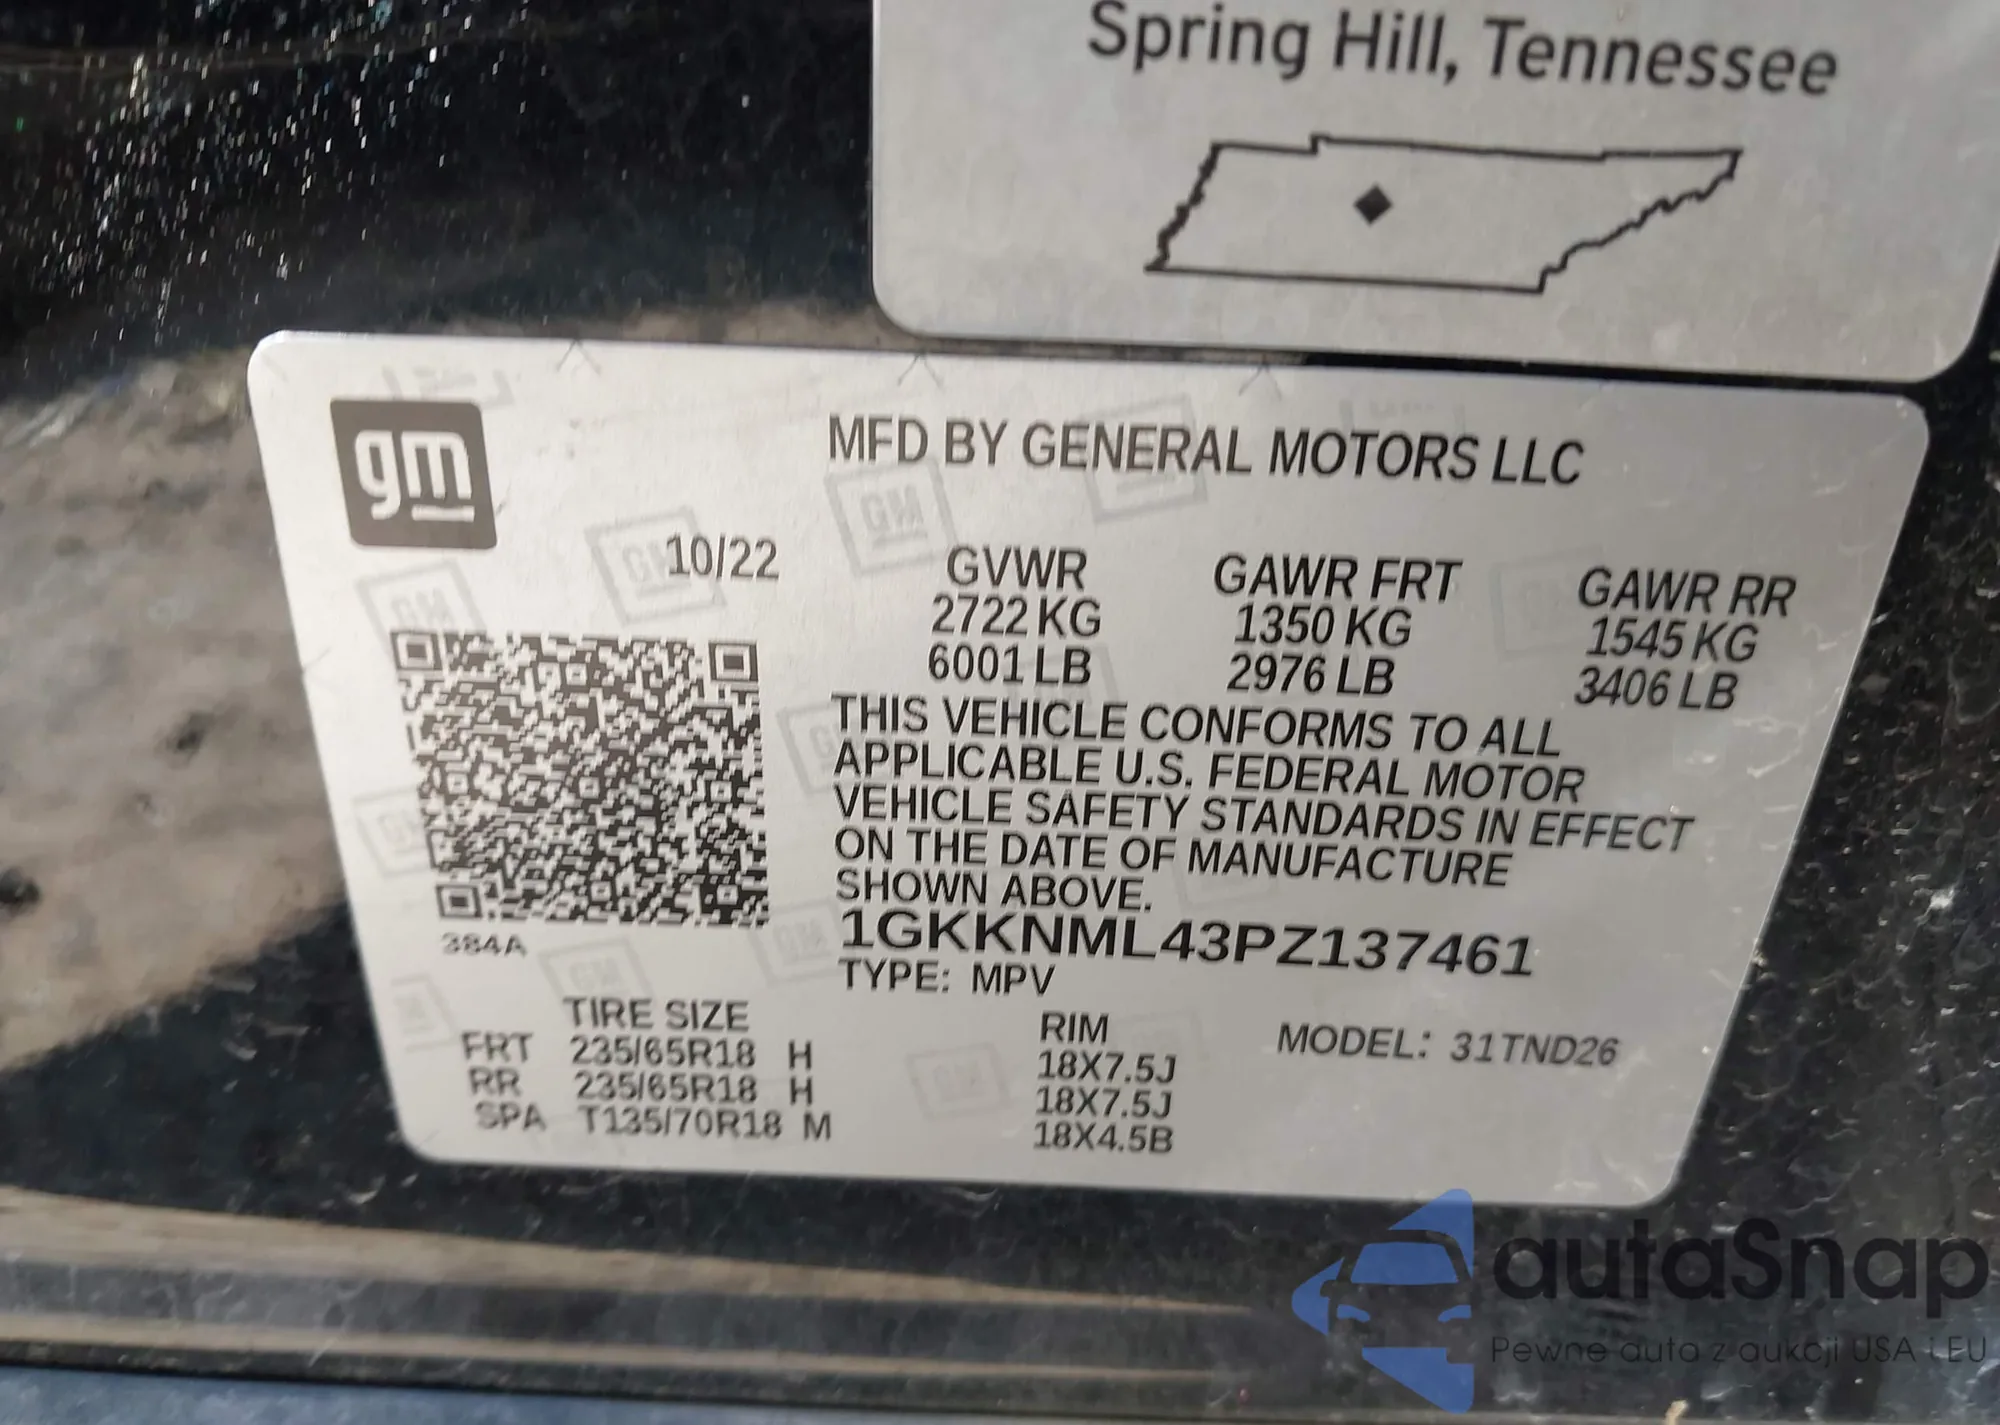 Spring Hill, Tennessee
gm
MFD BY GENERAL MOTORS LLC
10/22
GVWR GAWR FRT GAWR RR
2722 KG 1350 KG 1545 KG
6001 LB 2976 LB 3406 LB
THIS VEHICLE CONFORMS TO ALL
APPLICABLE U.S. FEDERAL MOTOR
VEHICLE SAFETY STANDARDS IN EFFECT
ON THE DATE OF MANUFACTURE
SHOWN ABOVE.
1GKKNML43PZ137461
384A
TYPE: MPV
TIRE SIZE RIM MODEL: 31TND26
FRT 235/65R18 H 18X7.5J
RR 235/65R18 H 18X7.5J
SPA T135/70R18 M 18X4.5B
autaSnap
Pewne auta z aukcji USA i EU